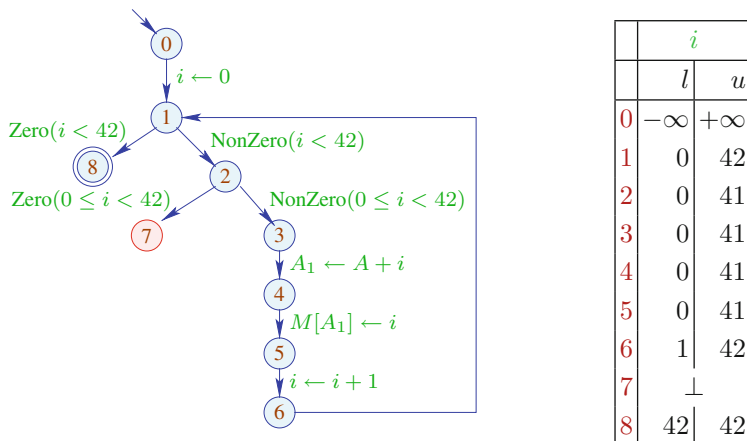 0
i ← 0
1
Zero(i < 42)
NonZero(i < 42)
8
2
Zero(0 ≤ i < 42)
NonZero(0 ≤ i < 42)
7
3
A₁ ← A + i
4
M[A₁] ← i
5
i ← i + 1
6
i
l u
0 −∞ +∞
1 0 42
2 0 41
3 0 41
4 0 41
5 0 41
6 1 42
7 ⊥
8 42 42